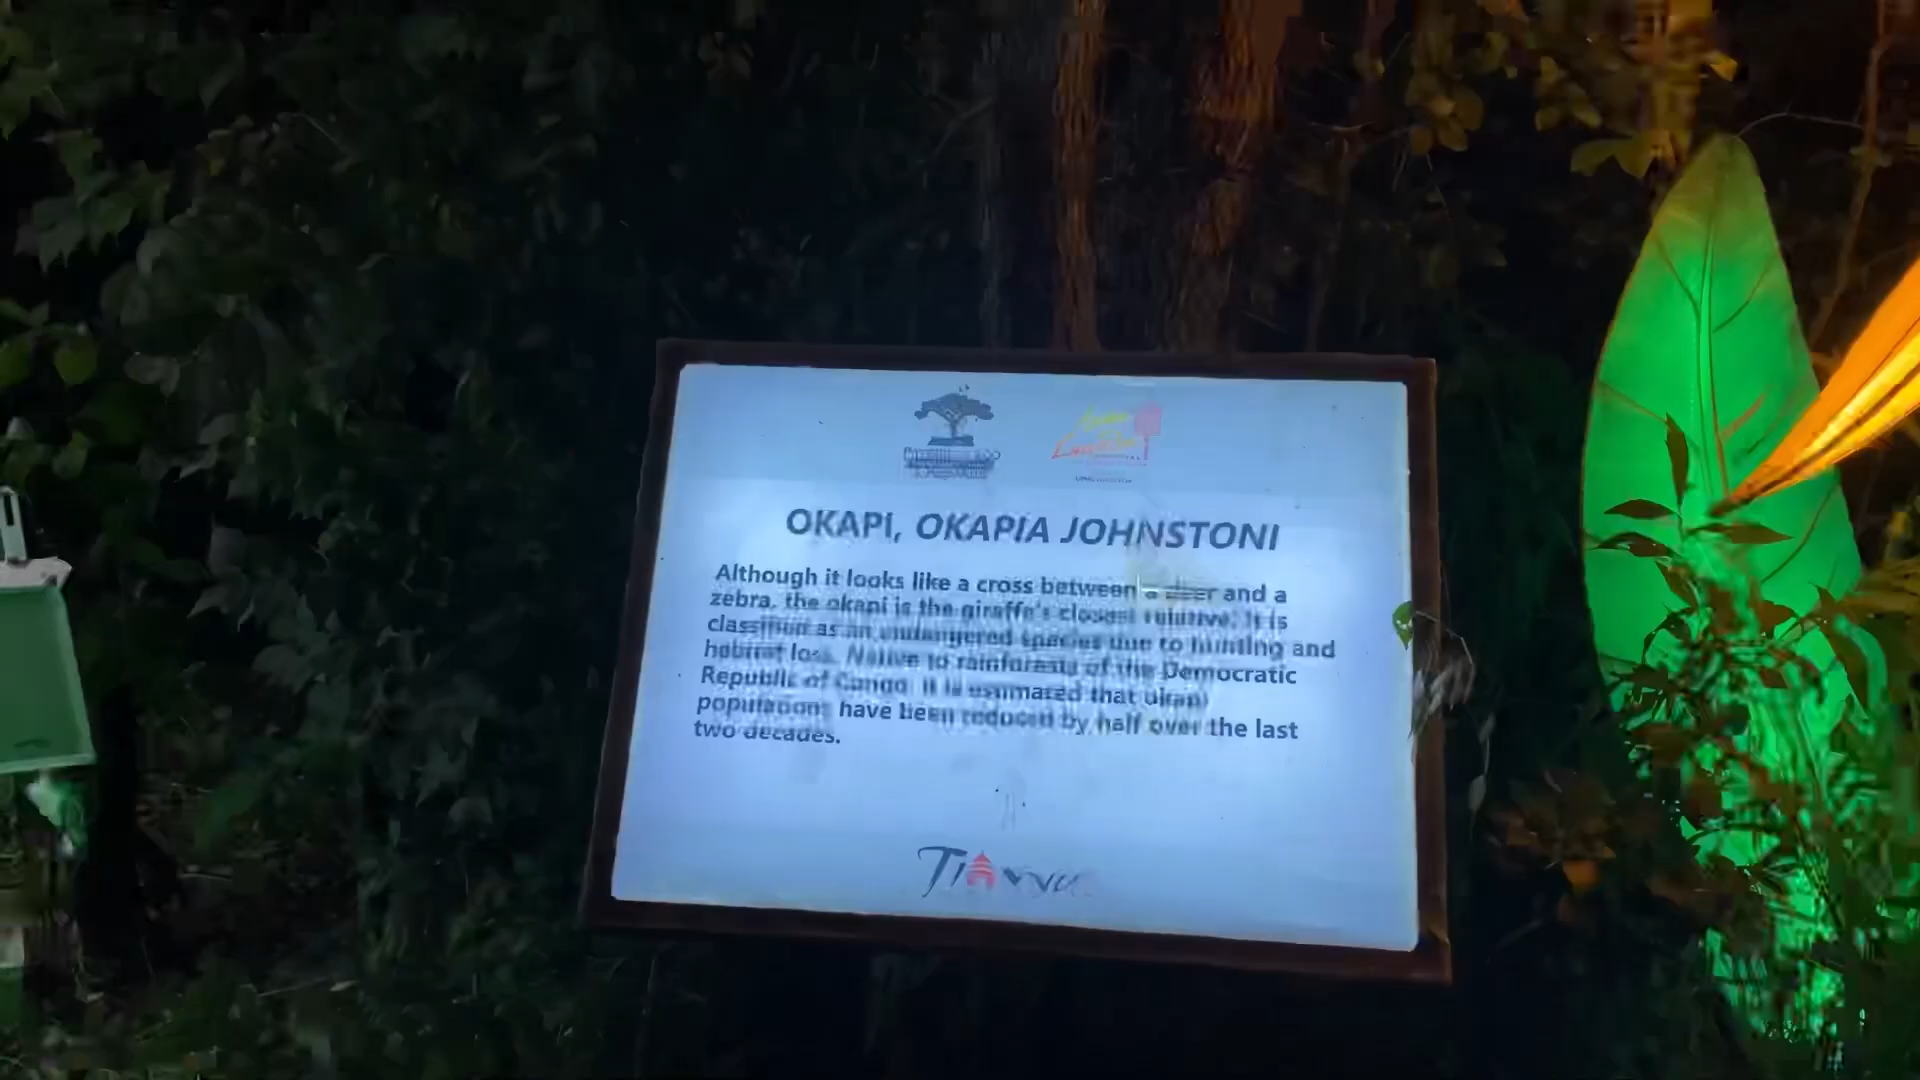 OKAPI, OKAPIA JOHNSTONI
Although it looks like a cross between a deer and a
zebra, the okapi is the giraffe's closest relative. It is
classified as an endangered species due to hunting and
habitat loss. Native to rainforests of the Democratic
Republic of Congo, it is estimated that okapi
populations have been reduced by half over the last
two decades.
TIANYU